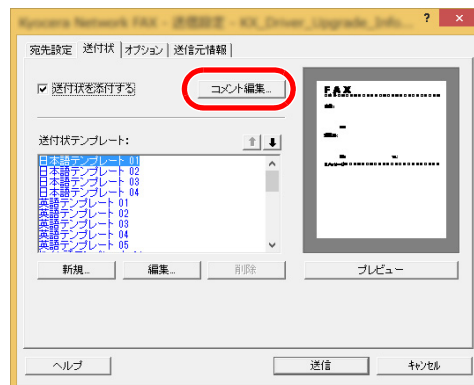 Kyocera Network FAX - 送信設定 - KX_Driver_Upgrade_Info...
宛先設定 送付状 オプション 送信元情報
送付状を添付する
コメント編集...
送付状テンプレート:
日本語テンプレート 01
日本語テンプレート 02
日本語テンプレート 03
日本語テンプレート 04
英語テンプレート 01
英語テンプレート 02
英語テンプレート 03
英語テンプレート 04
英語テンプレート 05
新規... 編集... 削除
FAX
プレビュー
ヘルプ 送信 キャンセル